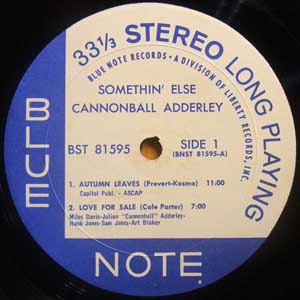 33⅓ STEREO LONG PLAYING
BLUE NOTE RECORDS • A DIVISION OF LIBERTY RECORDS, INC.
SOMETHIN' ELSE
CANNONBALL ADDERLEY
BST 81595
SIDE 1
(BNST 81595-A)
1. AUTUMN LEAVES (Prevert-Kosma) 11:00
Capitol Publ. - ASCAP
2. LOVE FOR SALE (Cole Porter) 7:00
Miles Davis-Julian "Cannonball" Adderley-
Hank Jones-Sam Jones-Art Blakey
BLUE
NOTE